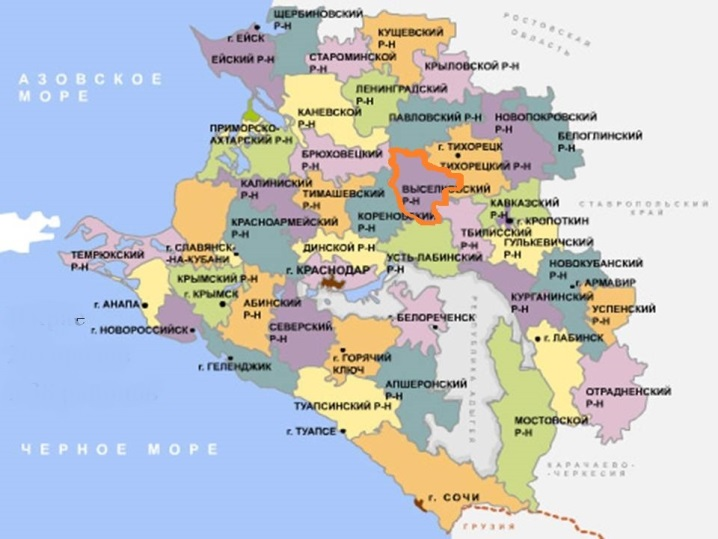 ЩЕРБИНОВСКИЙ
Р-Н
РОСТОВСКАЯ
ОБЛАСТЬ
г. ЕЙСК
КУЩЕВСКИЙ
Р-Н
ЕЙСКИЙ Р-Н
СТАРОМИНСКОЙ
Р-Н
КРЫЛОВСКОЙ Р-Н
АЗОВСКОЕ
МОРЕ
ЛЕНИНГРАДСКИЙ
Р-Н
КАНЕВСКОЙ
Р-Н
ПАВЛОВСКИЙ Р-Н
НОВОПОКРОВСКИЙ
Р-Н
ПРИМОРСКО-
АХТАРСКИЙ Р-Н
БЕЛОГЛИНСКИЙ
Р-Н
г. ТИХОРЕЦК
БРЮХОВЕЦКИЙ
Р-Н
ТИХОРЕЦКИЙ Р-Н
КАЛИНИСКИЙ
Р-Н
ТИМАШЕВСКИЙ
Р-Н
ВЫСЕЛКОВСКИЙ
Р-Н
КАВКАЗСКИЙ
Р-Н
СТАВРОПОЛЬСКИЙ
КРАЙ
КРАСНОАРМЕЙСКИЙ
Р-Н
КОРЕНОВСКИЙ
Р-Н
г. КРОПОТКИН
ТБИЛИССКИЙ
Р-Н
ГУЛЬКЕВИЧСКИЙ
Р-Н
ТЕМРЮКСКИЙ
Р-Н
г. СЛАВЯНСК-
-НА-КУБАНИ
ДИНСКОЙ Р-Н
УСТЬ-ЛАБИНСКИЙ
Р-Н
НОВОКУБАНСКИЙ
Р-Н
г. КРАСНОДАР
КРЫМСКИЙ Р-Н
г. АРМАВИР
г. КРЫМСК
АБИНСКИЙ
Р-Н
КУРГАНИНСКИЙ
Р-Н
УСПЕНСКИЙ
Р-Н
г. АНАПА
г. БЕЛОРЕЧЕНСК
г. НОВОРОССИЙСК
СЕВЕРСКИЙ
Р-Н
РЕСПУБЛИКА АДЫГЕЯ
г. ЛАБИНСК
г. ГЕЛЕНДЖИК
г. ГОРЯЧИЙ
КЛЮЧ
АПШЕРОНСКИЙ
Р-Н
ОТРАДНЕНСКИЙ
Р-Н
ТУАПСИНСКИЙ Р-Н
МОСТОВСКОЙ
Р-Н
г. ТУАПСЕ
ЧЕРНОЕ МОРЕ
КАРАЧАЕВО-
-ЧЕРКЕСИЯ
г. СОЧИ
ГРУЗИЯ